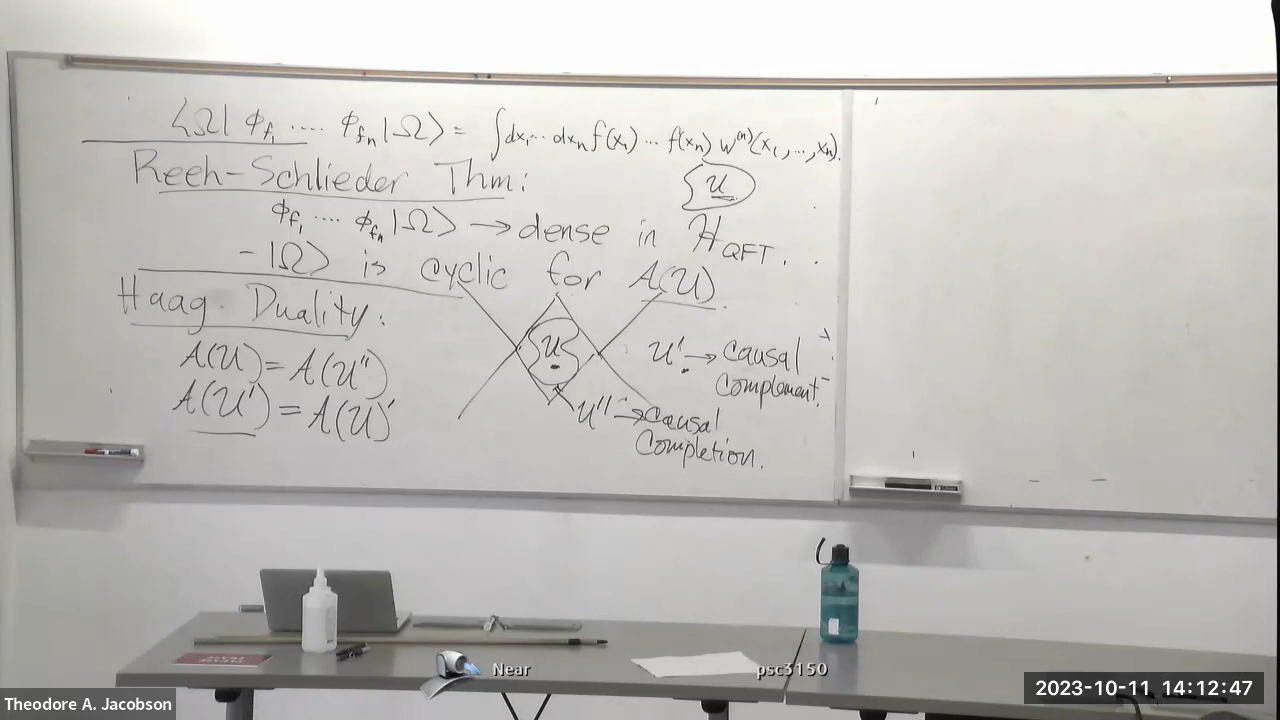 ⟨Ω| Φ_f₁ .... Φ_fₙ |Ω⟩ = ∫dx₁... dxₙ f(x₁) ... f(xₙ) W⁽ⁿ⁾(x₁,...,xₙ).
Reeh-Schlieder Thm:
U
Φ_f₁ .... Φ_fₙ |Ω⟩ → dense in H_QFT.
- |Ω⟩ is cyclic for A(U).
Haag Duality:
A(U) = A(U'')
A(U') = A(U)'
U
U' → causal
complement.
U'' → causal
completion.
Near
psc3150
2023-10-11 14:12:47
Theodore A. Jacobson